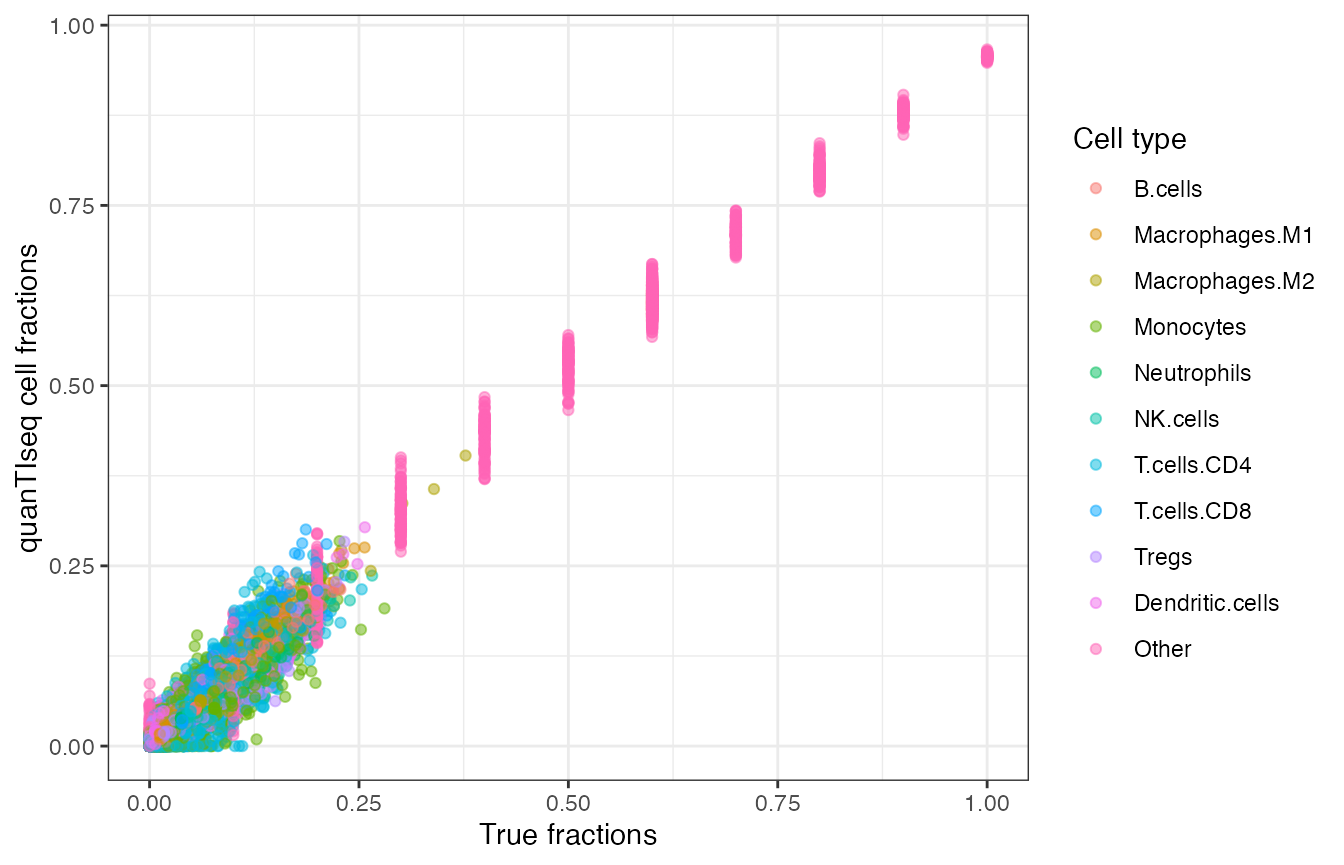 1.00
0.75
0.50
0.25
0.00
quanTIseq cell fractions
0.00 0.25 0.50 0.75 1.00
True fractions
Cell type
B.cells
Macrophages.M1
Macrophages.M2
Monocytes
Neutrophils
NK.cells
T.cells.CD4
T.cells.CD8
Tregs
Dendritic.cells
Other